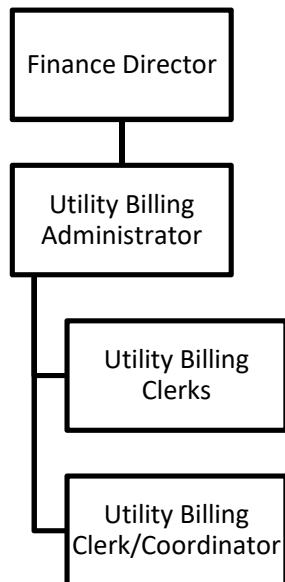 Finance Director
Utility Billing
Administrator
Utility Billing
Clerks
Utility Billing
Clerk/Coordinator